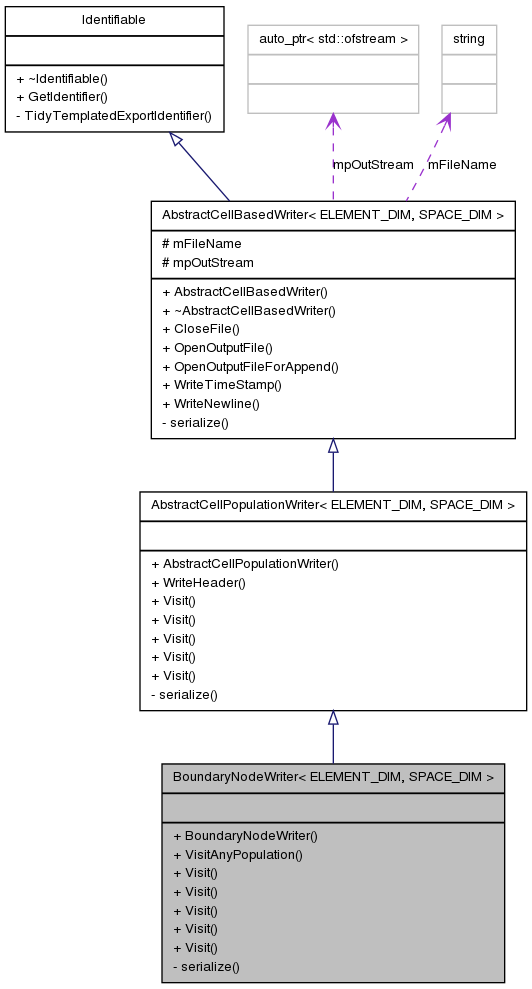 Identifiable
+ ~Identifiable()
+ GetIdentifier()
- TidyTemplatedExportIdentifier()
auto_ptr< std::ofstream >
string
mpOutStream
mFileName
AbstractCellBasedWriter< ELEMENT_DIM, SPACE_DIM >
# mFileName
# mpOutStream
+ AbstractCellBasedWriter()
+ ~AbstractCellBasedWriter()
+ CloseFile()
+ OpenOutputFile()
+ OpenOutputFileForAppend()
+ WriteTimeStamp()
+ WriteNewline()
- serialize()
AbstractCellPopulationWriter< ELEMENT_DIM, SPACE_DIM >
+ AbstractCellPopulationWriter()
+ WriteHeader()
+ Visit()
+ Visit()
+ Visit()
+ Visit()
+ Visit()
- serialize()
BoundaryNodeWriter< ELEMENT_DIM, SPACE_DIM >
+ BoundaryNodeWriter()
+ VisitAnyPopulation()
+ Visit()
+ Visit()
+ Visit()
+ Visit()
+ Visit()
- serialize()